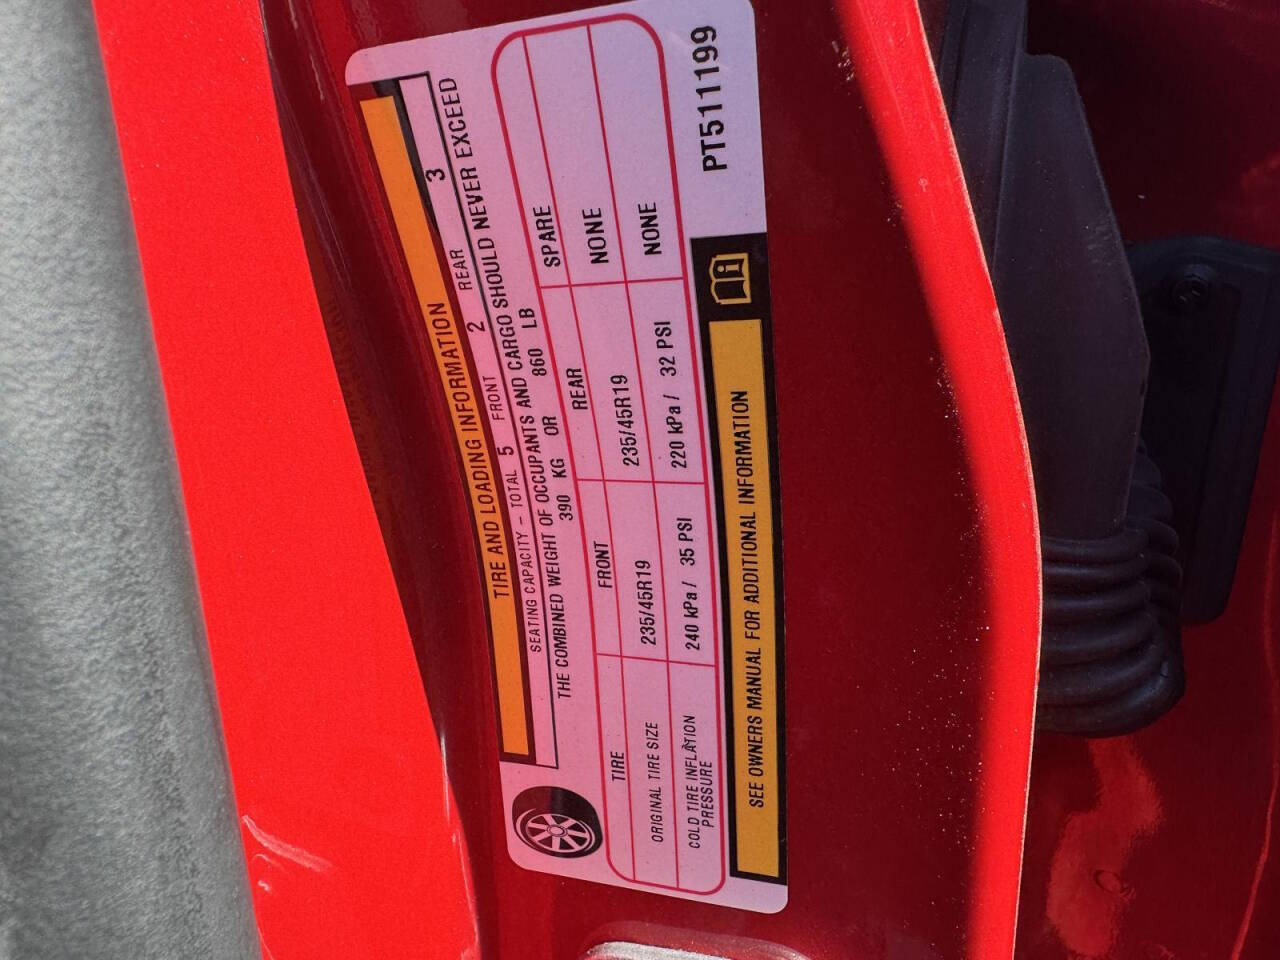 TIRE AND LOADING INFORMATION
SEATING CAPACITY - TOTAL 5 FRONT 2 REAR 3
THE COMBINED WEIGHT OF OCCUPANTS AND CARGO SHOULD NEVER EXCEED
390 KG OR 860 LB
TIRE FRONT REAR SPARE
ORIGINAL TIRE SIZE 235/45R19 235/45R19 NONE
COLD TIRE INFLATION PRESSURE 240 kPa / 35 PSI 220 kPa / 32 PSI NONE
SEE OWNERS MANUAL FOR ADDITIONAL INFORMATION
PT511199